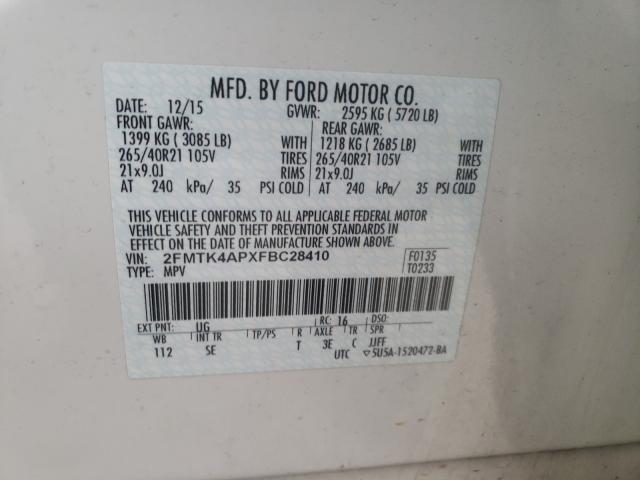 MFD. BY FORD MOTOR CO.
DATE: 12/15 GVWR: 2595 KG ( 5720 LB)
FRONT GAWR: REAR GAWR:
1399 KG ( 3085 LB) WITH 1218 KG ( 2685 LB) WITH
265/40R21 105V TIRES 265/40R21 105V TIRES
21x9.0J RIMS 21x9.0J RIMS
AT 240 kPa/ 35 PSI COLD AT 240 kPa/ 35 PSI COLD
THIS VEHICLE CONFORMS TO ALL APPLICABLE FEDERAL MOTOR
VEHICLE SAFETY AND THEFT PREVENTION STANDARDS IN
EFFECT ON THE DATE OF MANUFACTURE SHOWN ABOVE.
VIN: 2FMTK4APXFBC28410 F0135
TYPE: MPV T0233
EXT PNT: UG RC: 16 DSO:
WB INT TR TP/PS R AXLE TR SPR
112 SE T 3E C JJFF
UTC ▽5U5A-1520472-BA